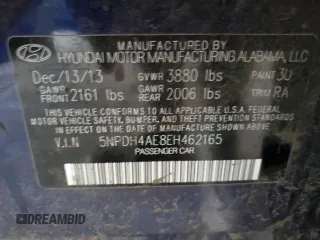 HYUNDAI MOTOR MANUFACTURING ALABAMA, LLC
Dec/13/13 GVWR 3880 lbs PAINT 3U
GAWR FRONT 2161 lbs GAWR REAR 2006 lbs TRIM RA
THIS VEHICLE CONFORMS TO ALL APPLICABLE
FEDERAL MOTOR VEHICLE SAFETY, BUMPER, AND
THEFT PREVENTION STANDARDS IN EFFECT ON
THE DATE OF MANUFACTURE SHOWN ABOVE.
V.I.N 5NPDH4AE8EH462165
PASSENGER CAR
DREAMBID